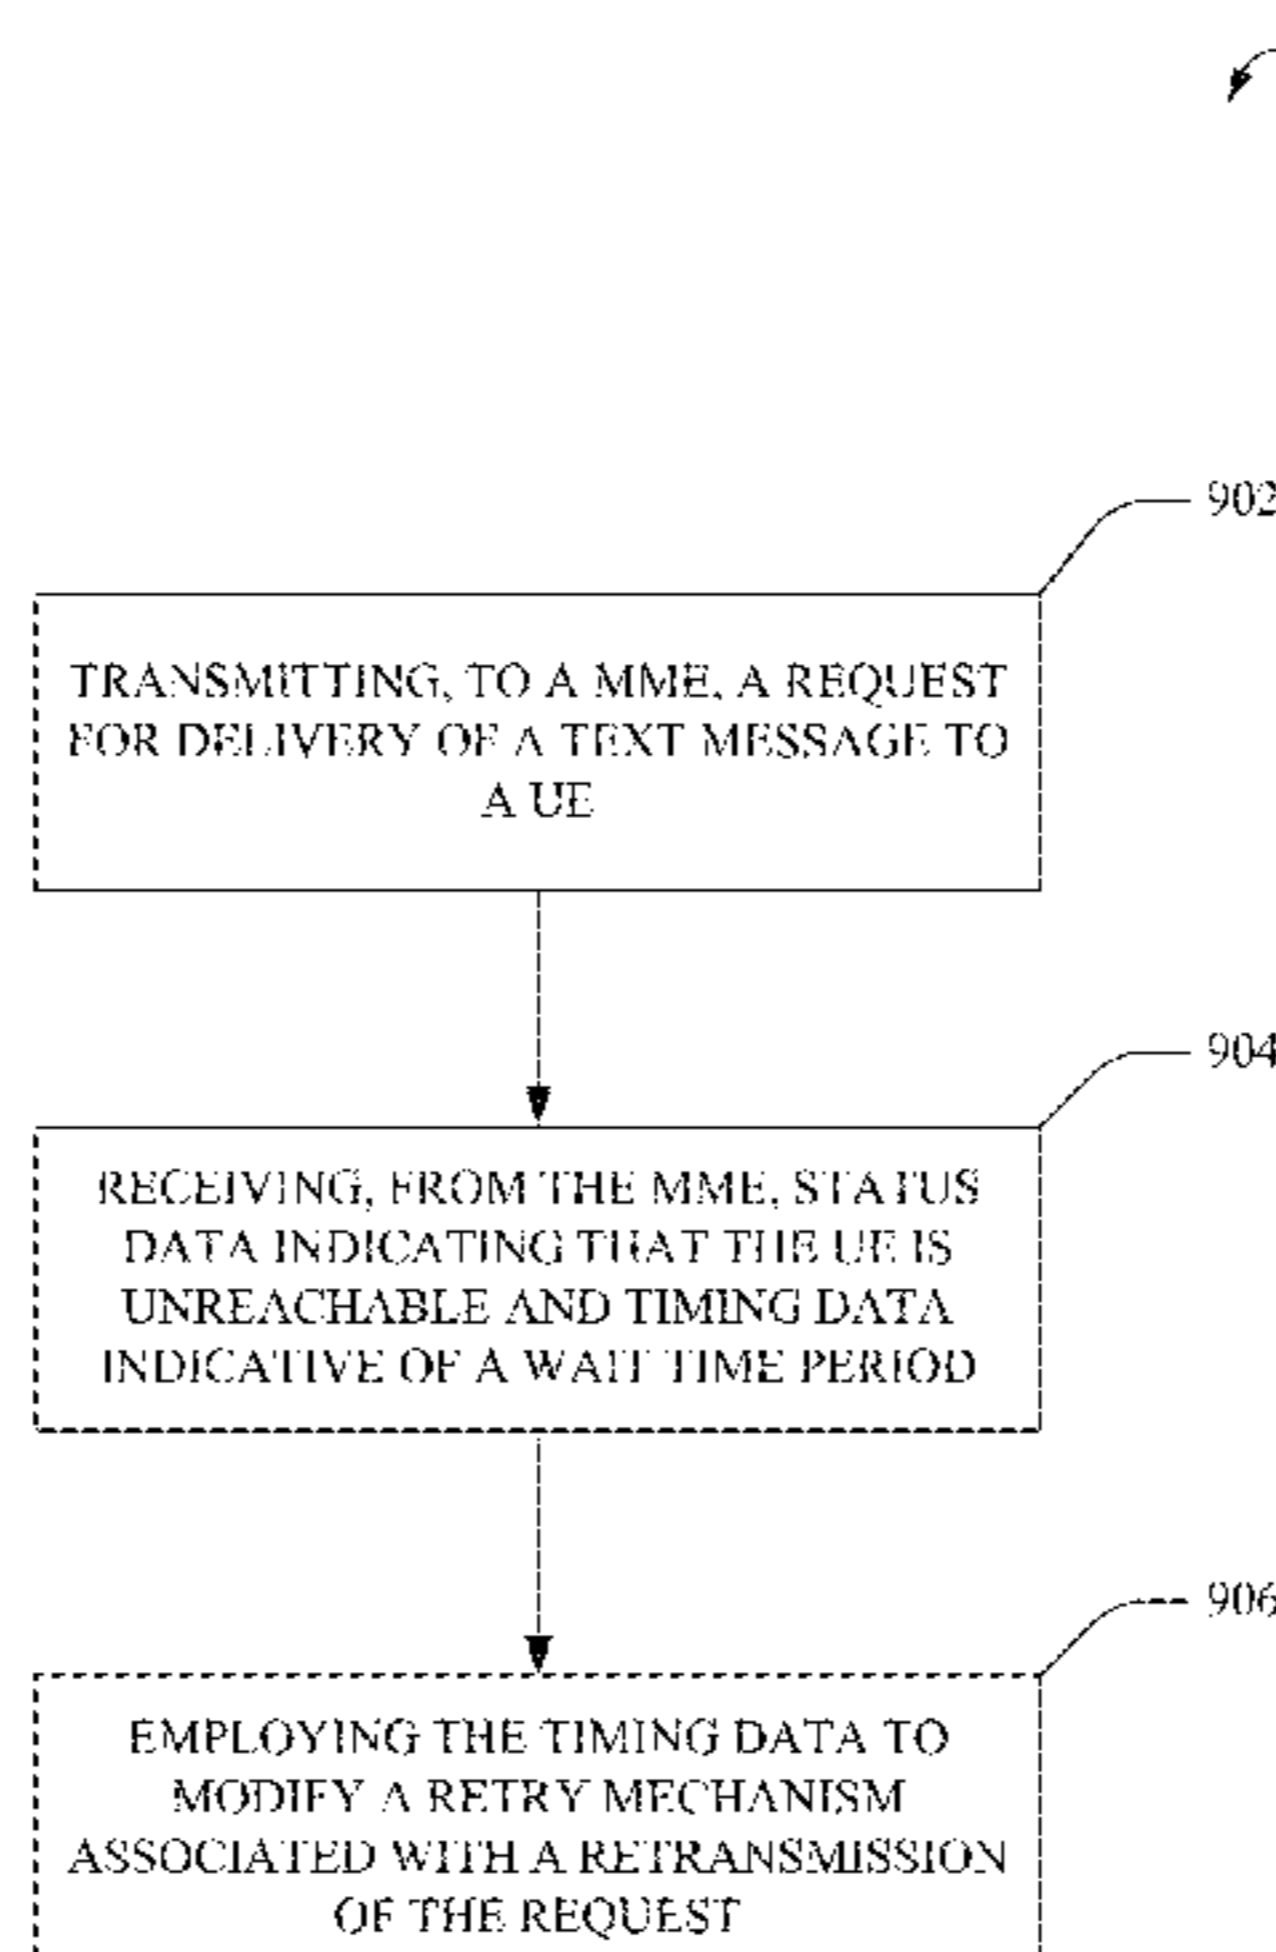 902
TRANSMITTING, TO A MME, A REQUEST
FOR DELIVERY OF A TEXT MESSAGE TO
A UE
904
RECEIVING, FROM THE MME, STATUS
DATA INDICATING THAT THE UE IS
UNREACHABLE AND TIMING DATA
INDICATIVE OF A WAIT TIME PERIOD
906
EMPLOYING THE TIMING DATA TO
MODIFY A RETRY MECHANISM
ASSOCIATED WITH A RETRANSMISSION
OF THE REQUEST